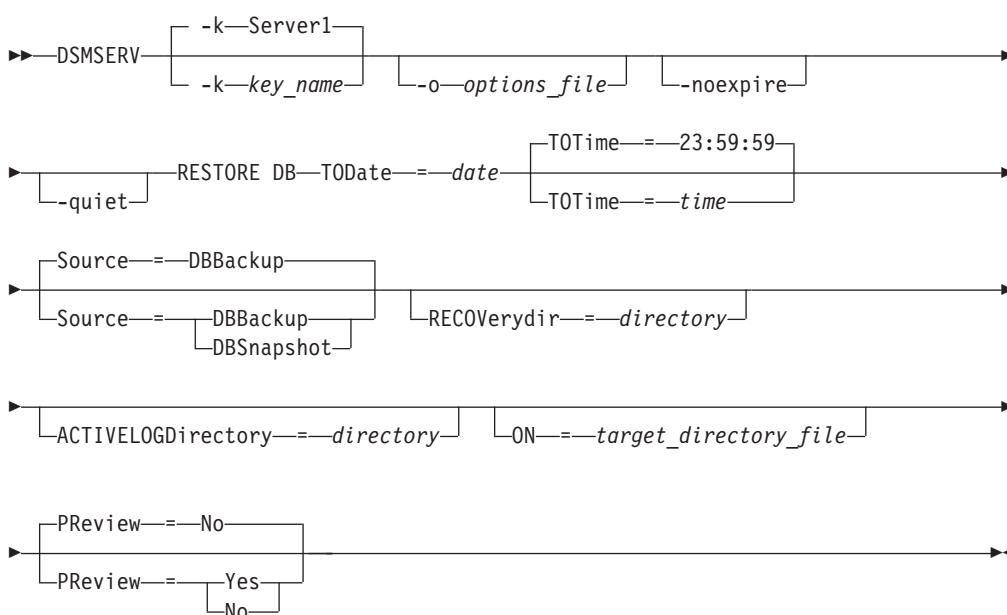 -k Server1
DSMSERV
-k key_name
-o options_file
-noexpire
-quiet
RESTORE DB TODate = date
TOTime = 23:59:59
TOTime = time
Source = DBBackup
Source = DBBackup
DBSnapshot
RECOVerydir = directory
ACTIVELOGDirectory = directory
ON = target_directory_file
PReview = No
PReview = Yes
No